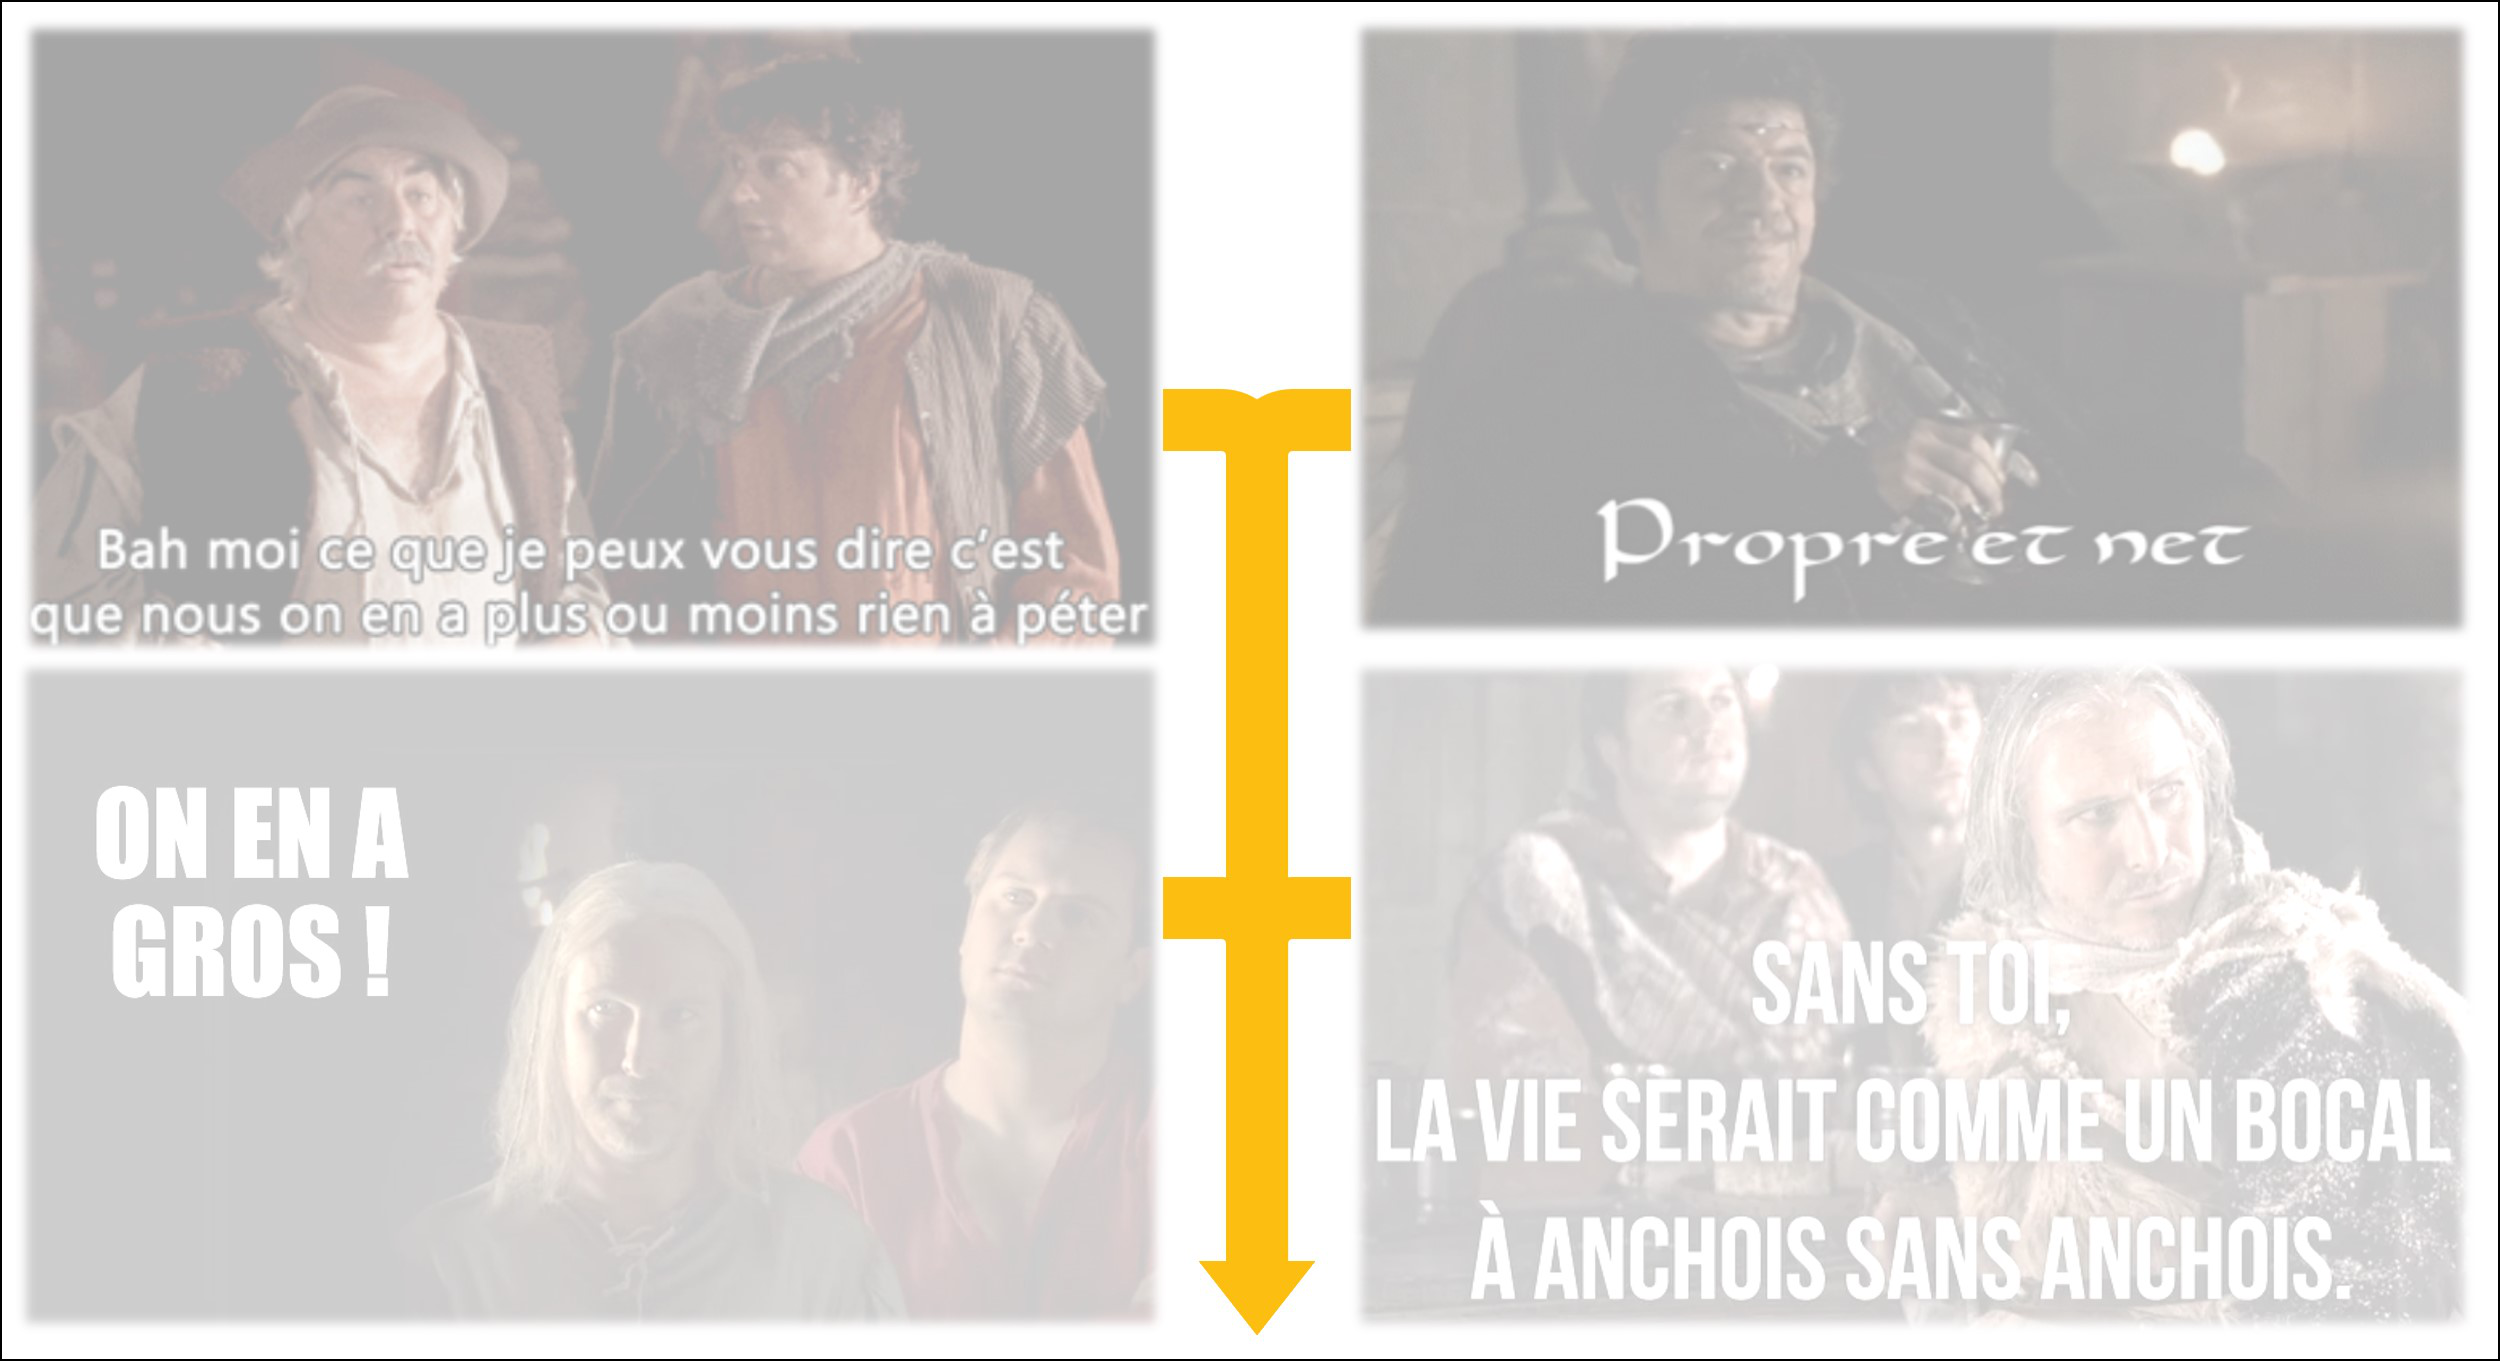 Bah moi ce que je peux vous dire c'est
que nous on en a plus ou moins rien à péter
Propre et net
ON EN A
GROS !
SANS TOI,
LA VIE SERAIT COMME UN BOCAL
À ANCHOIS SANS ANCHOIS.